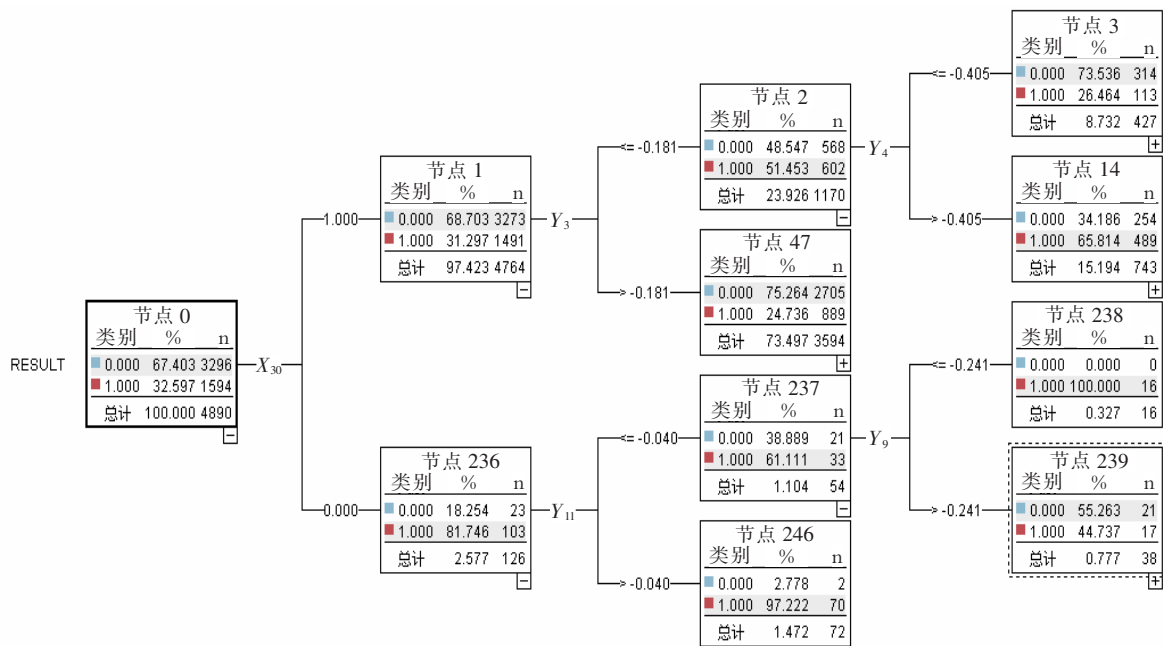 RESULT
节点 0
类别 % n
0.000 67.403 3296
1.000 32.597 1594
总计 100.000 4890
X30
1.000
节点 1
类别 % n
0.000 68.703 3273
1.000 31.297 1491
总计 97.423 4764
Y3
<= -0.181
节点 2
类别 % n
0.000 48.547 568
1.000 51.453 602
总计 23.926 1170
Y4
<= -0.405
节点 3
类别 % n
0.000 73.536 314
1.000 26.464 113
总计 8.732 427
> -0.405
节点 14
类别 % n
0.000 34.186 254
1.000 65.814 489
总计 15.194 743
> -0.181
节点 47
类别 % n
0.000 75.264 2705
1.000 24.736 889
总计 73.497 3594
0.000
节点 236
类别 % n
0.000 18.254 23
1.000 81.746 103
总计 2.577 126
Y11
<= -0.040
节点 237
类别 % n
0.000 38.889 21
1.000 61.111 33
总计 1.104 54
Y9
<= -0.241
节点 238
类别 % n
0.000 0.000 0
1.000 100.000 16
总计 0.327 16
> -0.241
节点 239
类别 % n
0.000 55.263 21
1.000 44.737 17
总计 0.777 38
> -0.040
节点 246
类别 % n
0.000 2.778 2
1.000 97.222 70
总计 1.472 72